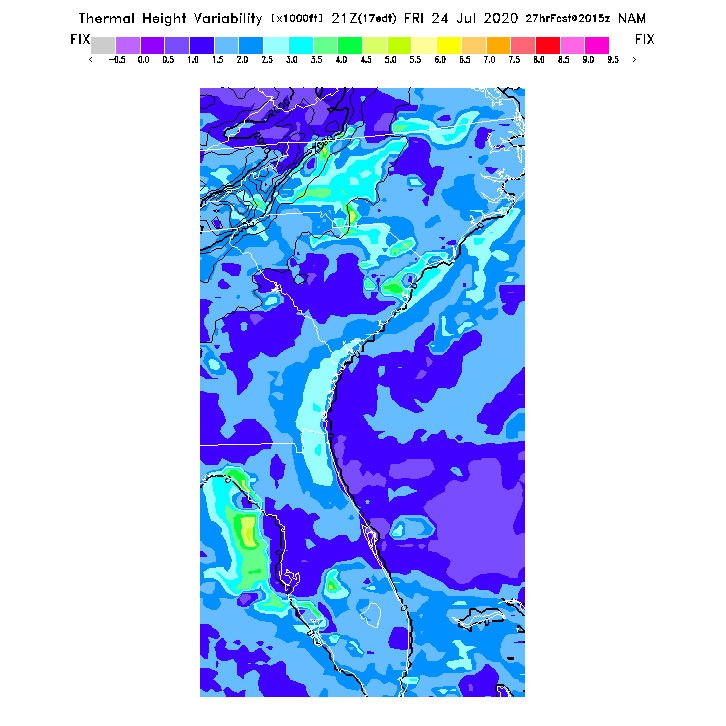 Thermal Height Variability [x1000ft] 21Z(17edt) FRI 24 Jul 2020 27hrFcst@2015z NAM
FIX FIX
< -0.5 0.0 0.5 1.0 1.5 2.0 2.5 3.0 3.5 4.0 4.5 5.0 5.5 6.0 6.5 7.0 7.5 8.0 8.5 9.0 9.5 >